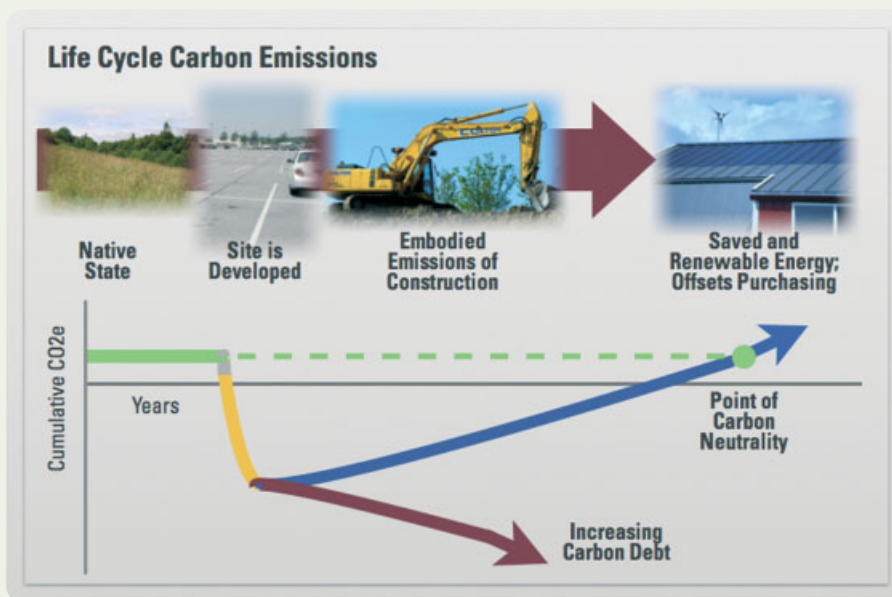 Life Cycle Carbon Emissions
Native
State
Site is
Developed
Embodied
Emissions of
Construction
Saved and
Renewable Energy;
Offsets Purchasing
Cumulative CO2e
Years
Point of
Carbon
Neutrality
Increasing
Carbon Debt